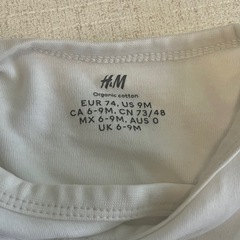 H&M
Organic cotton
EUR 74. US 9M
CA 6-9M. CN 73/48
MX 6-9M. AUS 0
UK 6-9M